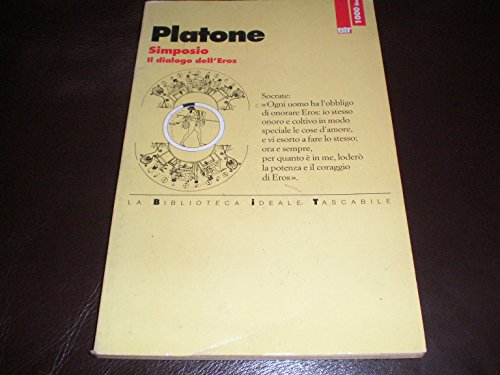 Platone
Simposio
Il dialogo dell'Eros
BIT
1000
Socrate:
«Ogni uomo ha l'obbligo
di onorare Eros: io stesso
onoro e coltivo in modo
speciale le cose d'amore,
e vi esorto a fare lo stesso;
ora e sempre,
per quanto è in me, loderò
la potenza e il coraggio
di Eros».
LA BIBLIOTECA IDEALE TASCABILE